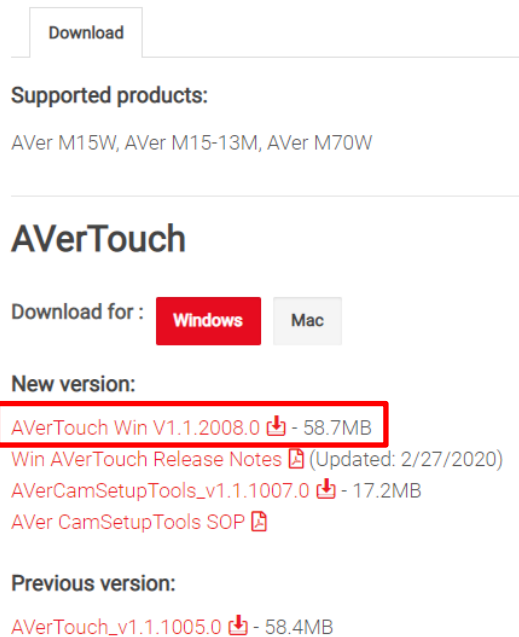 Download
Supported products:
AVer M15W, AVer M15-13M, AVer M70W
AVerTouch
Download for : Windows Mac
New version:
AVerTouch Win V1.1.2008.0 - 58.7MB
Win AVerTouch Release Notes (Updated: 2/27/2020)
AVerCamSetupTools_v1.1.1007.0 - 17.2MB
AVer CamSetupTools SOP
Previous version:
AVerTouch_v1.1.1005.0 - 58.4MB